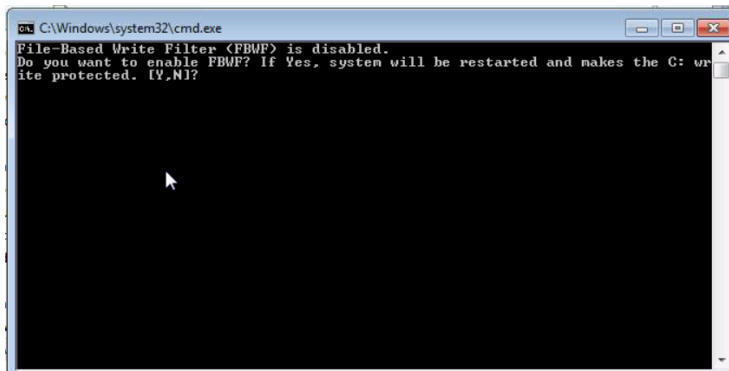 C:\Windows\system32\cmd.exe
File-Based Write Filter (FBWF) is disabled.
Do you want to enable FBWF? If Yes, system will be restarted and makes the C: wr
ite protected. [Y,N]?